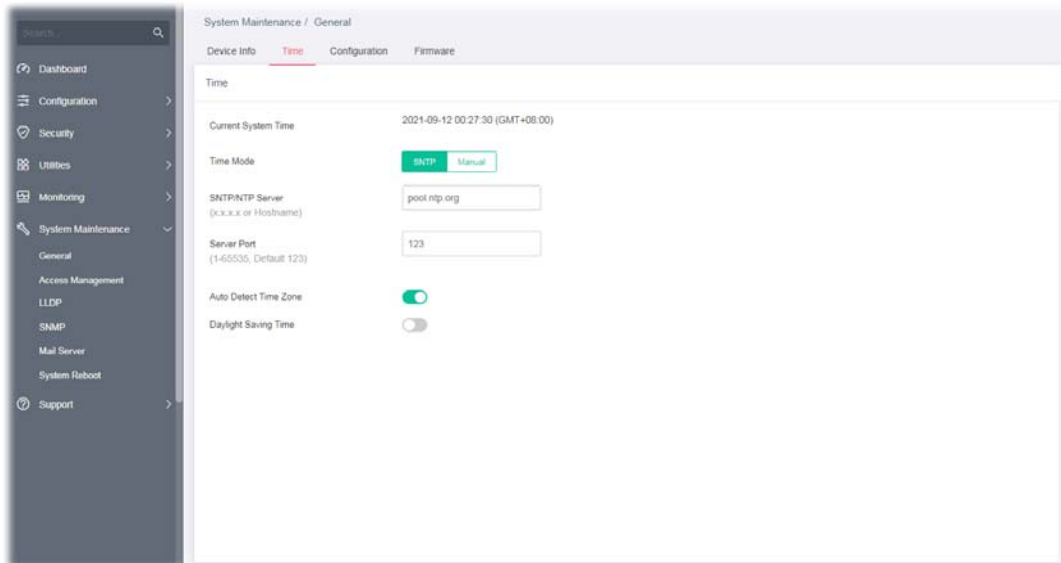 Search...
Dashboard
Configuration
Security
Utilities
Monitoring
System Maintenance
General
Access Management
LLDP
SNMP
Mail Server
System Reboot
Support
System Maintenance / General
Device Info Time Configuration Firmware
Time
Current System Time 2021-09-12 00:27:30 (GMT+08:00)
Time Mode SNTP Manual
SNTP/NTP Server pool.ntp.org
(x.x.x.x or Hostname)
Server Port 123
(1-65535, Default 123)
Auto Detect Time Zone
Daylight Saving Time